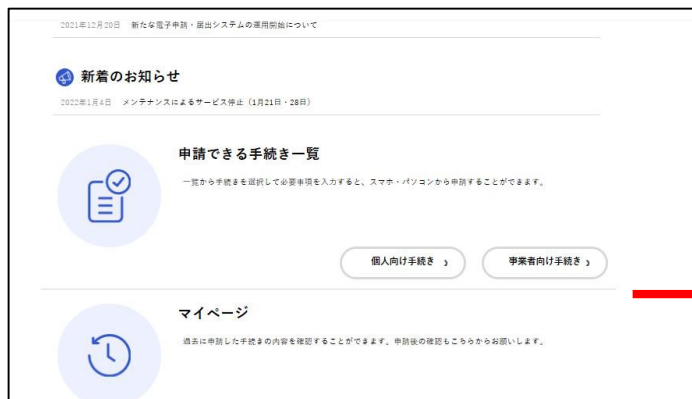 2021年12月20日 新たな電子申請・届出システムの運用開始について
新着のお知らせ
2022年1月4日 メンテナンスによるサービス停止（1月21日・28日）
申請できる手続き一覧
一覧から手続きを選択して必要事項を入力すると、スマホ・パソコンから申請することができます。
個人向け手続き
事業者向け手続き
マイページ
過去に申請した手続きの内容を確認することができます。申請後の確認もこちらからお願いします。